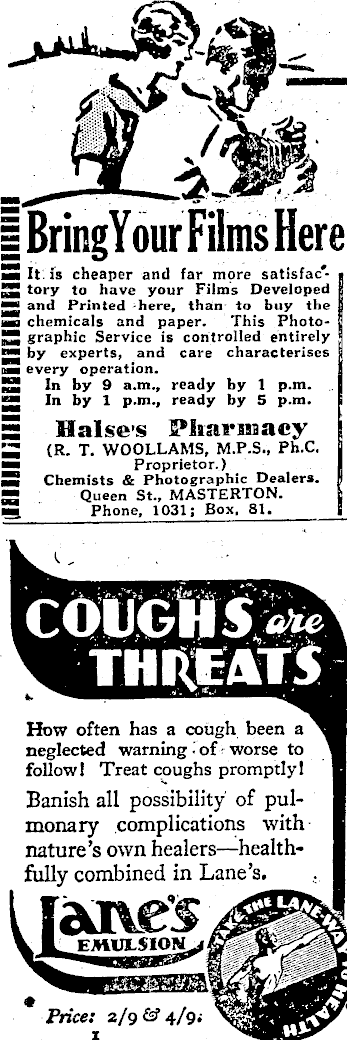 Bring Your Films Here
It is cheaper and far more satisfac-
tory to have your Films Developed
and Printed here, than to buy the
chemicals and paper. This Photo-
graphic Service is controlled entirely
by experts, and care characterises
every operation.
In by 9 a.m., ready by 1 p.m.
In by 1 p.m., ready by 5 p.m.
Halse's Pharmacy
(R. T. WOOLLAMS, M.P.S., Ph.C.
Proprietor.)
Chemists & Photographic Dealers.
Queen St., MASTERTON.
Phone, 1031; Box, 81.
COUGHS are
THREATS
How often has a cough been a
neglected warning of worse to
follow! Treat coughs promptly!
Banish all possibility of pul-
monary complications with
nature's own healers—health-
fully combined in Lane's.
Lane's
EMULSION
TAKE THE LANE-WAY TO HEALTH
Price: 2/9 & 4/9.
1